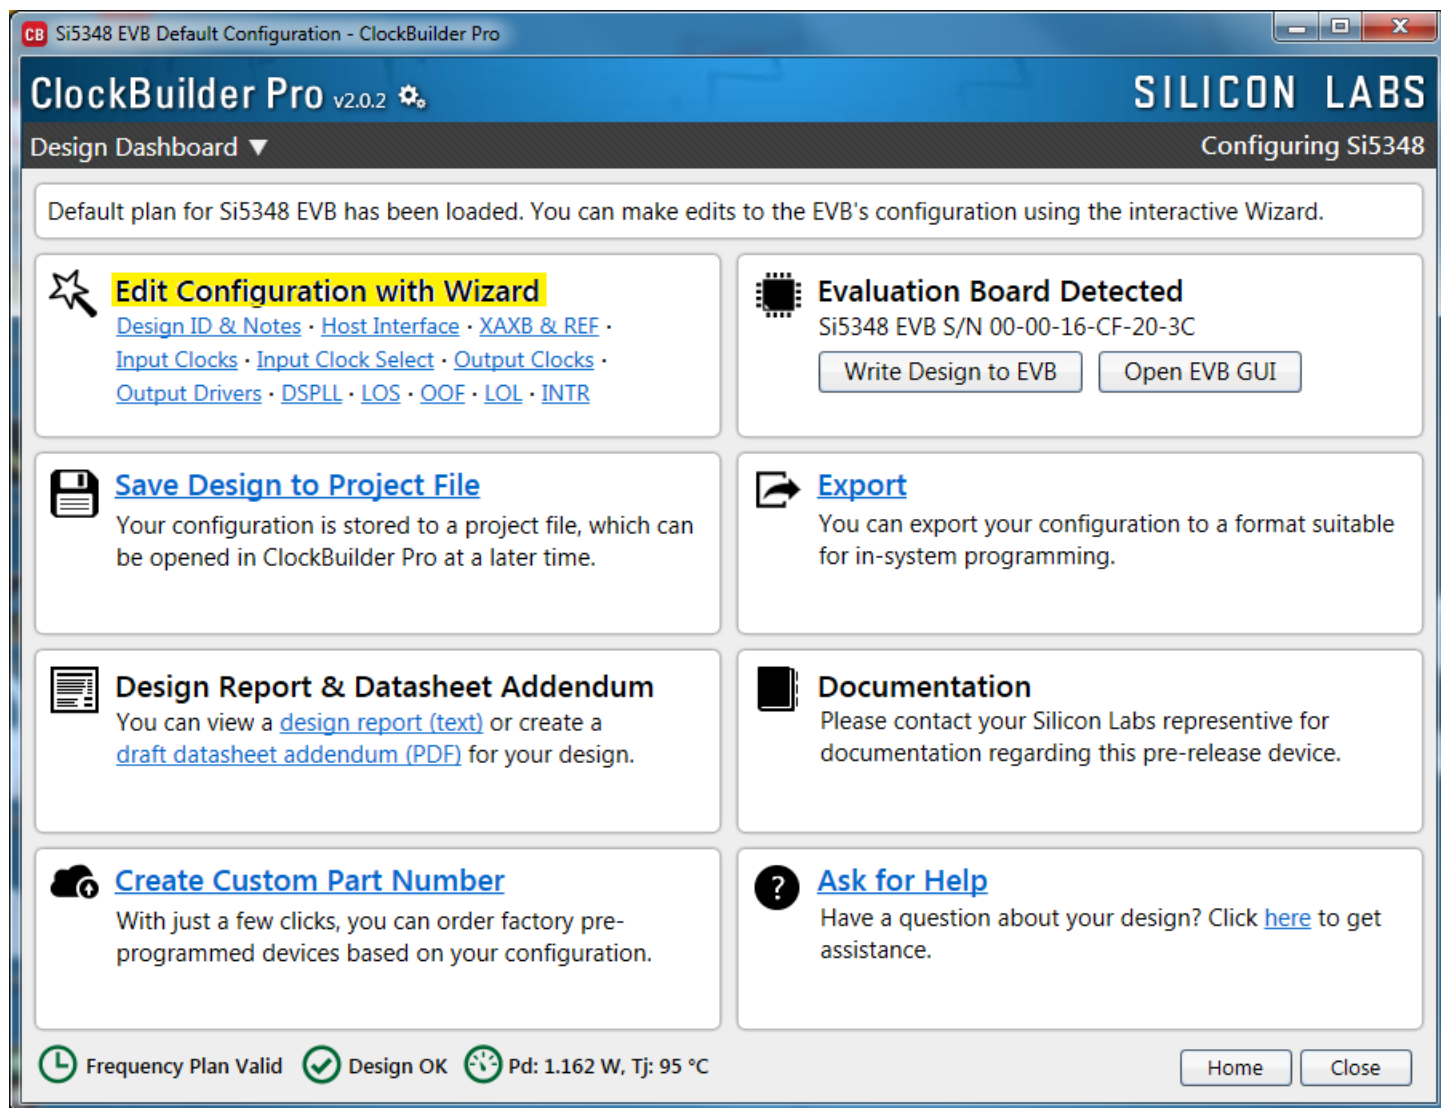 CB Si5348 EVB Default Configuration - ClockBuilder Pro
ClockBuilder Pro v2.0.2
SILICON LABS
Design Dashboard ▼
Configuring Si5348
Default plan for Si5348 EVB has been loaded. You can make edits to the EVB's configuration using the interactive Wizard.
Edit Configuration with Wizard
Design ID & Notes · Host Interface · XAXB & REF ·
Input Clocks · Input Clock Select · Output Clocks ·
Output Drivers · DSPLL · LOS · OOF · LOL · INTR
Evaluation Board Detected
Si5348 EVB S/N 00-00-16-CF-20-3C
Write Design to EVB
Open EVB GUI
Save Design to Project File
Your configuration is stored to a project file, which can
be opened in ClockBuilder Pro at a later time.
Export
You can export your configuration to a format suitable
for in-system programming.
Design Report & Datasheet Addendum
You can view a design report (text) or create a
draft datasheet addendum (PDF) for your design.
Documentation
Please contact your Silicon Labs representive for
documentation regarding this pre-release device.
Create Custom Part Number
With just a few clicks, you can order factory pre-
programmed devices based on your configuration.
Ask for Help
Have a question about your design? Click here to get
assistance.
Frequency Plan Valid
Design OK
Pd: 1.162 W, Tj: 95 °C
Home
Close